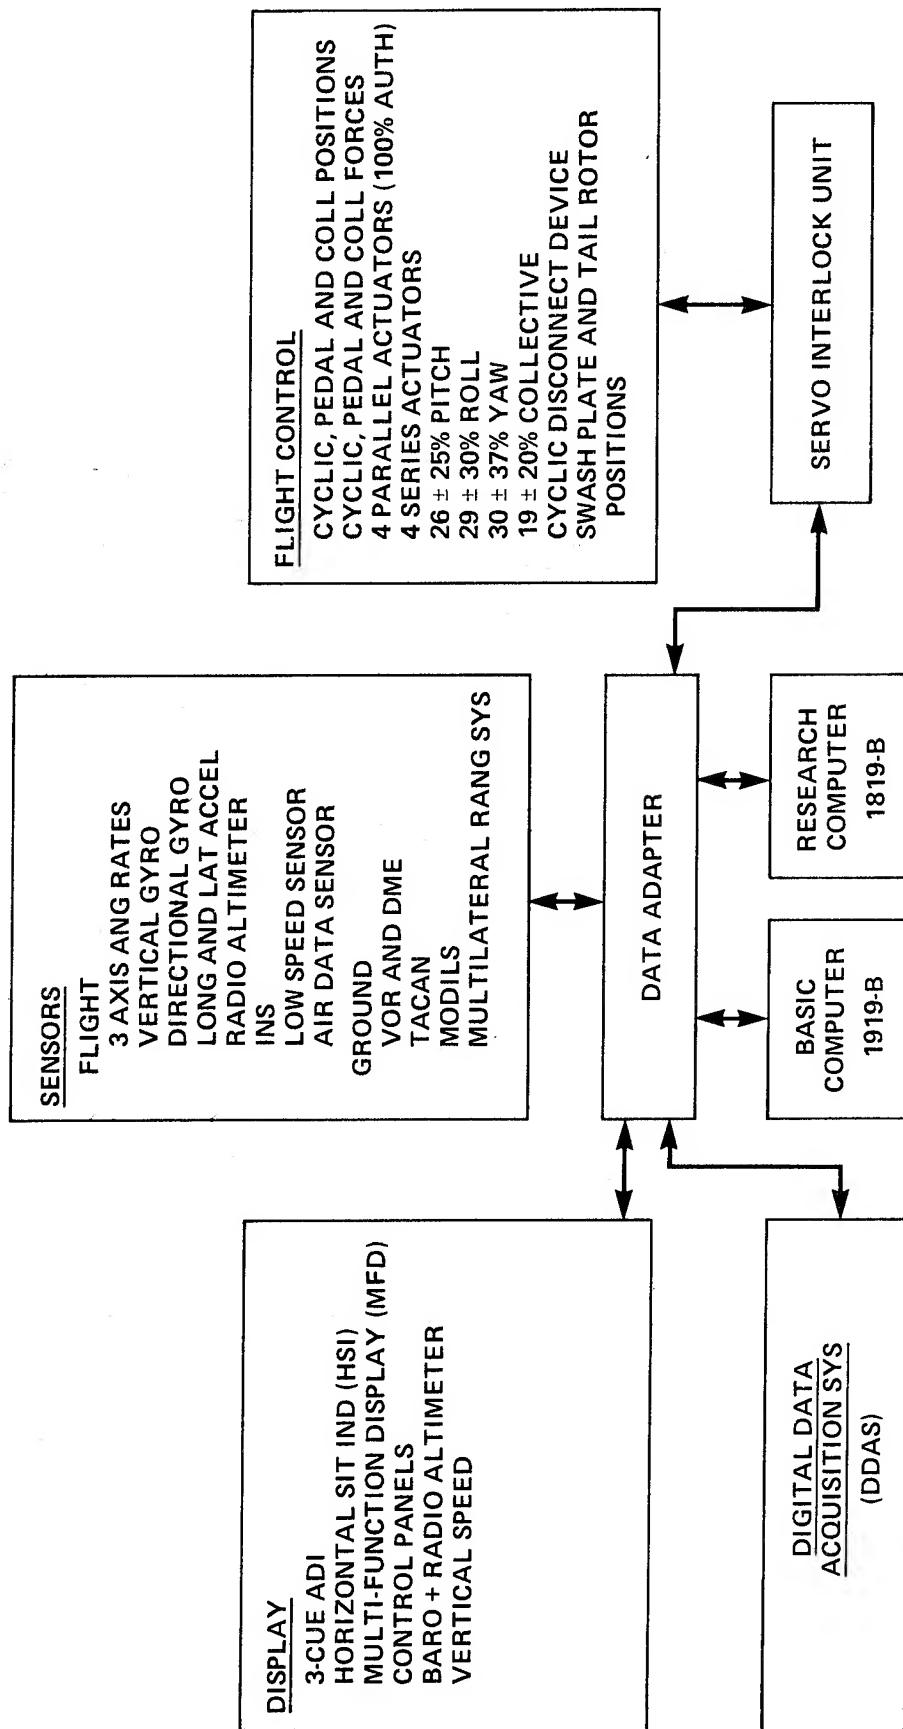 DISPLAY
3-CUE ADI
HORIZONTAL SIT IND (HSI)
MULTI-FUNCTION DISPLAY (MFD)
CONTROL PANELS
BARO + RADIO ALTIMETER
VERTICAL SPEED
SENSORS
FLIGHT
3 AXIS ANG RATES
VERTICAL GYRO
DIRECTIONAL GYRO
LONG AND LAT ACCEL
RADIO ALTIMETER
INS
LOW SPEED SENSOR
AIR DATA SENSOR
GROUND
VOR AND DME
TACAN
MODILS
MULTILATERAL RANG SYS
FLIGHT CONTROL
CYCLIC, PEDAL AND COLL POSITIONS
CYCLIC, PEDAL AND COLL FORCES
4 PARALLEL ACTUATORS (100% AUTH)
4 SERIES ACTUATORS
26 ± 25% PITCH
29 ± 30% ROLL
30 ± 37% YAW
19 ± 20% COLLECTIVE
CYCLIC DISCONNECT DEVICE
SWASH PLATE AND TAIL ROTOR
POSITIONS
DIGITAL DATA
ACQUISITION SYS
(DDAS)
DATA ADAPTER
BASIC
COMPUTER
1919-B
RESEARCH
COMPUTER
1819-B
SERVO INTERLOCK UNIT